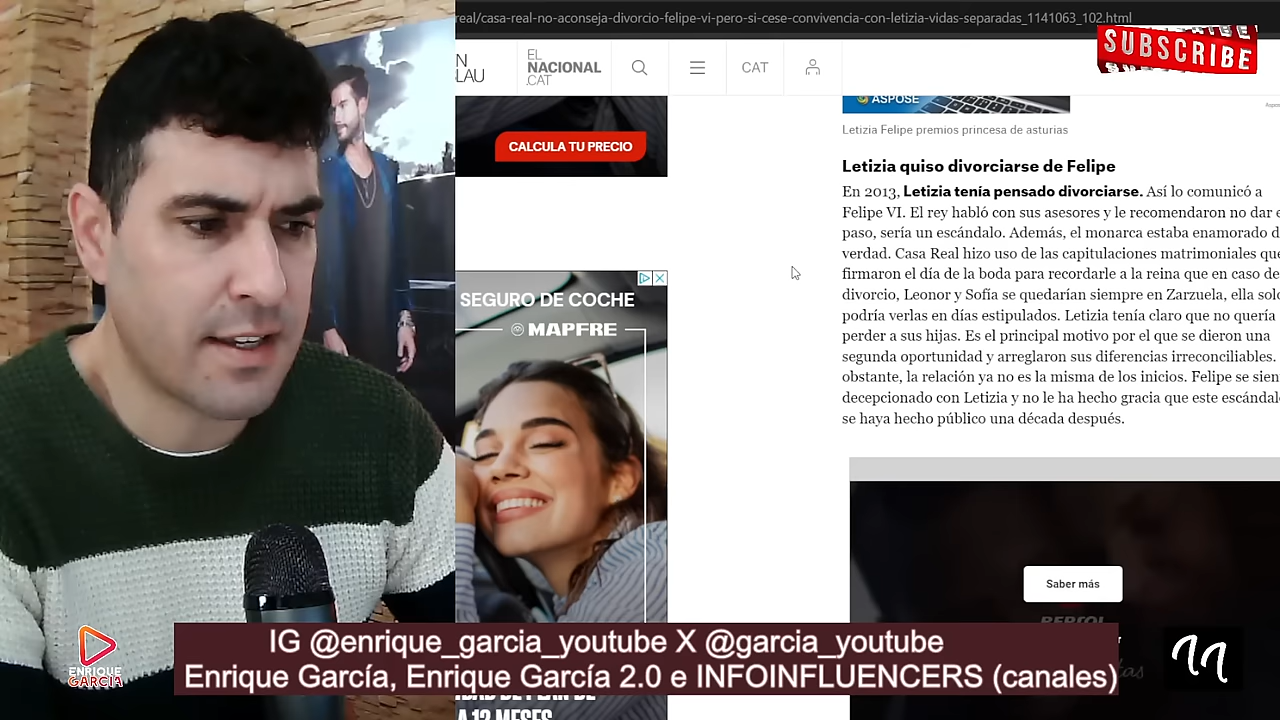 real/casa-real-no-aconseja-divorcio-felipe-vi-pero-si-cese-convivencia-con-letizia-vidas-separadas_1141063_102.html
SUBSCRIBE
N
LAU
EL
NACIONAL
.CAT
CAT
ASPOSE
CALCULA TU PRECIO
Letizia Felipe premios princesa de asturias
Letizia quiso divorciarse de Felipe
En 2013, Letizia tenía pensado divorciarse. Así lo comunicó a
Felipe VI. El rey habló con sus asesores y le recomendaron no dar e
paso, sería un escándalo. Además, el monarca estaba enamorado d
verdad. Casa Real hizo uso de las capitulaciones matrimoniales que
firmaron el día de la boda para recordarle a la reina que en caso de
divorcio, Leonor y Sofía se quedarían siempre en Zarzuela, ella solo
podría verlas en días estipulados. Letizia tenía claro que no quería
perder a sus hijas. Es el principal motivo por el que se dieron una
segunda oportunidad y arreglaron sus diferencias irreconciliables.
obstante, la relación ya no es la misma de los inicios. Felipe se sien
decepcionado con Letizia y no le ha hecho gracia que este escándalo
se haya hecho público una década después.
SEGURO DE COCHE
MAPFRE
Saber más
IG @enrique_garcia_youtube X @garcia_youtube
Enrique García, Enrique García 2.0 e INFOINFLUENCERS (canales)
ENRIQUE
GARCÍA
A 12 MESES